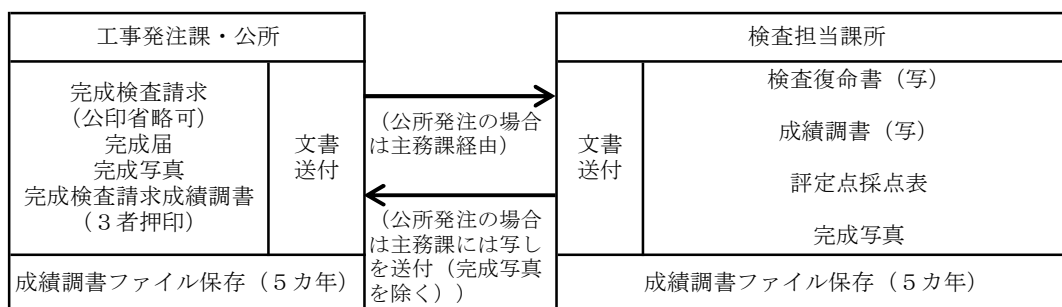 工事発注課・公所
完成検査請求
(公印省略可)
完成届
完成写真
完成検査請求成績調書
(3者押印)
文書
送付
成績調書ファイル保存(5カ年)
(公所発注の場合
は主務課経由)
(公所発注の場合
は主務課には写し
を送付(完成写真
を除く))
検査担当課所
文書
送付
検査復命書(写)
成績調書(写)
評定点採点表
完成写真
成績調書ファイル保存(5カ年)